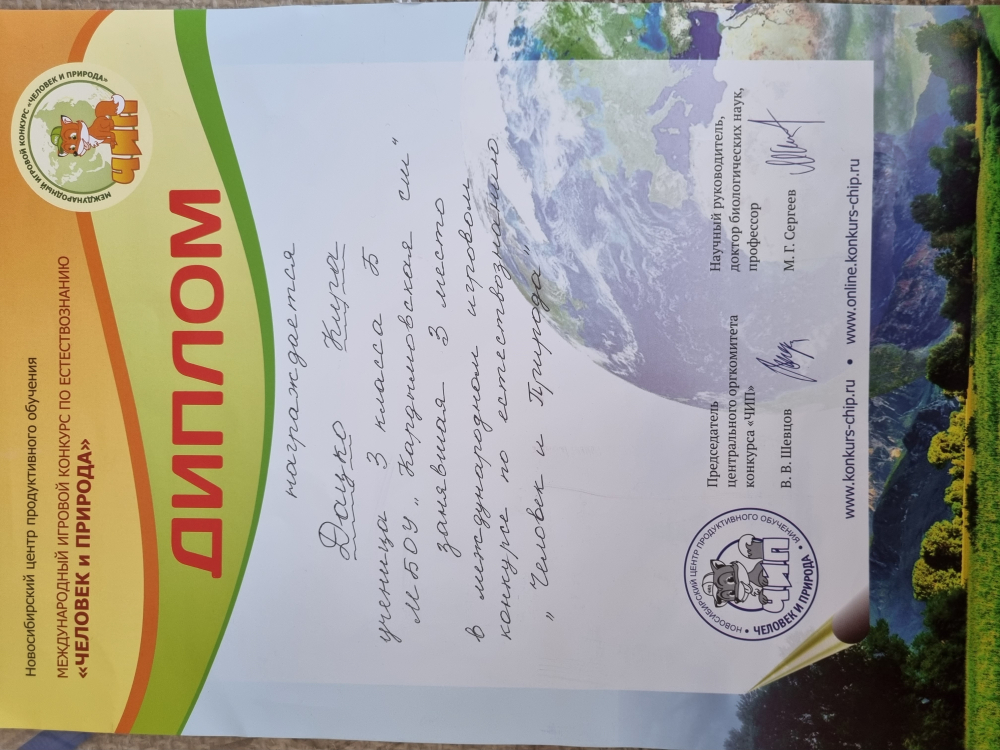 Новосибирский центр продуктивного обучения
МЕЖДУНАРОДНЫЙ ИГРОВОЙ КОНКУРС ПО ЕСТЕСТВОЗНАНИЮ
«ЧЕЛОВЕК и ПРИРОДА»
МЕЖДУНАРОДНЫЙ ИГРОВОЙ КОНКУРС «ЧЕЛОВЕК И ПРИРОДА»
ЧИП
ДИПЛОМ
награждается
Дацко Кира
ученица 3 класса Б
МБОУ „Кардымовская СШ"
занявшая 3 место
в международном игровом
конкурсе по естествознанию
„Человек и Природа"
НОВОСИБИРСКИЙ ЦЕНТР ПРОДУКТИВНОГО ОБУЧЕНИЯ
• ЧЕЛОВЕК и ПРИРОДА •
Председатель
центрального оргкомитета
конкурса «ЧИП»
В. В. Шевцов
Научный руководитель,
доктор биологических наук,
профессор
М. Г. Сергеев
www.konkurs-chip.ru • www.online.konkurs-chip.ru